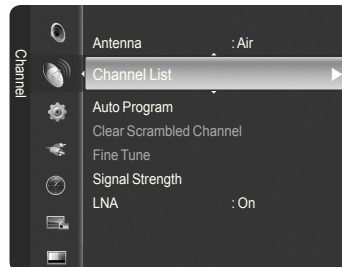 Channel
Antenna : Air
Channel List
Auto Program
Clear Scrambled Channel
Fine Tune
Signal Strength
LNA : On